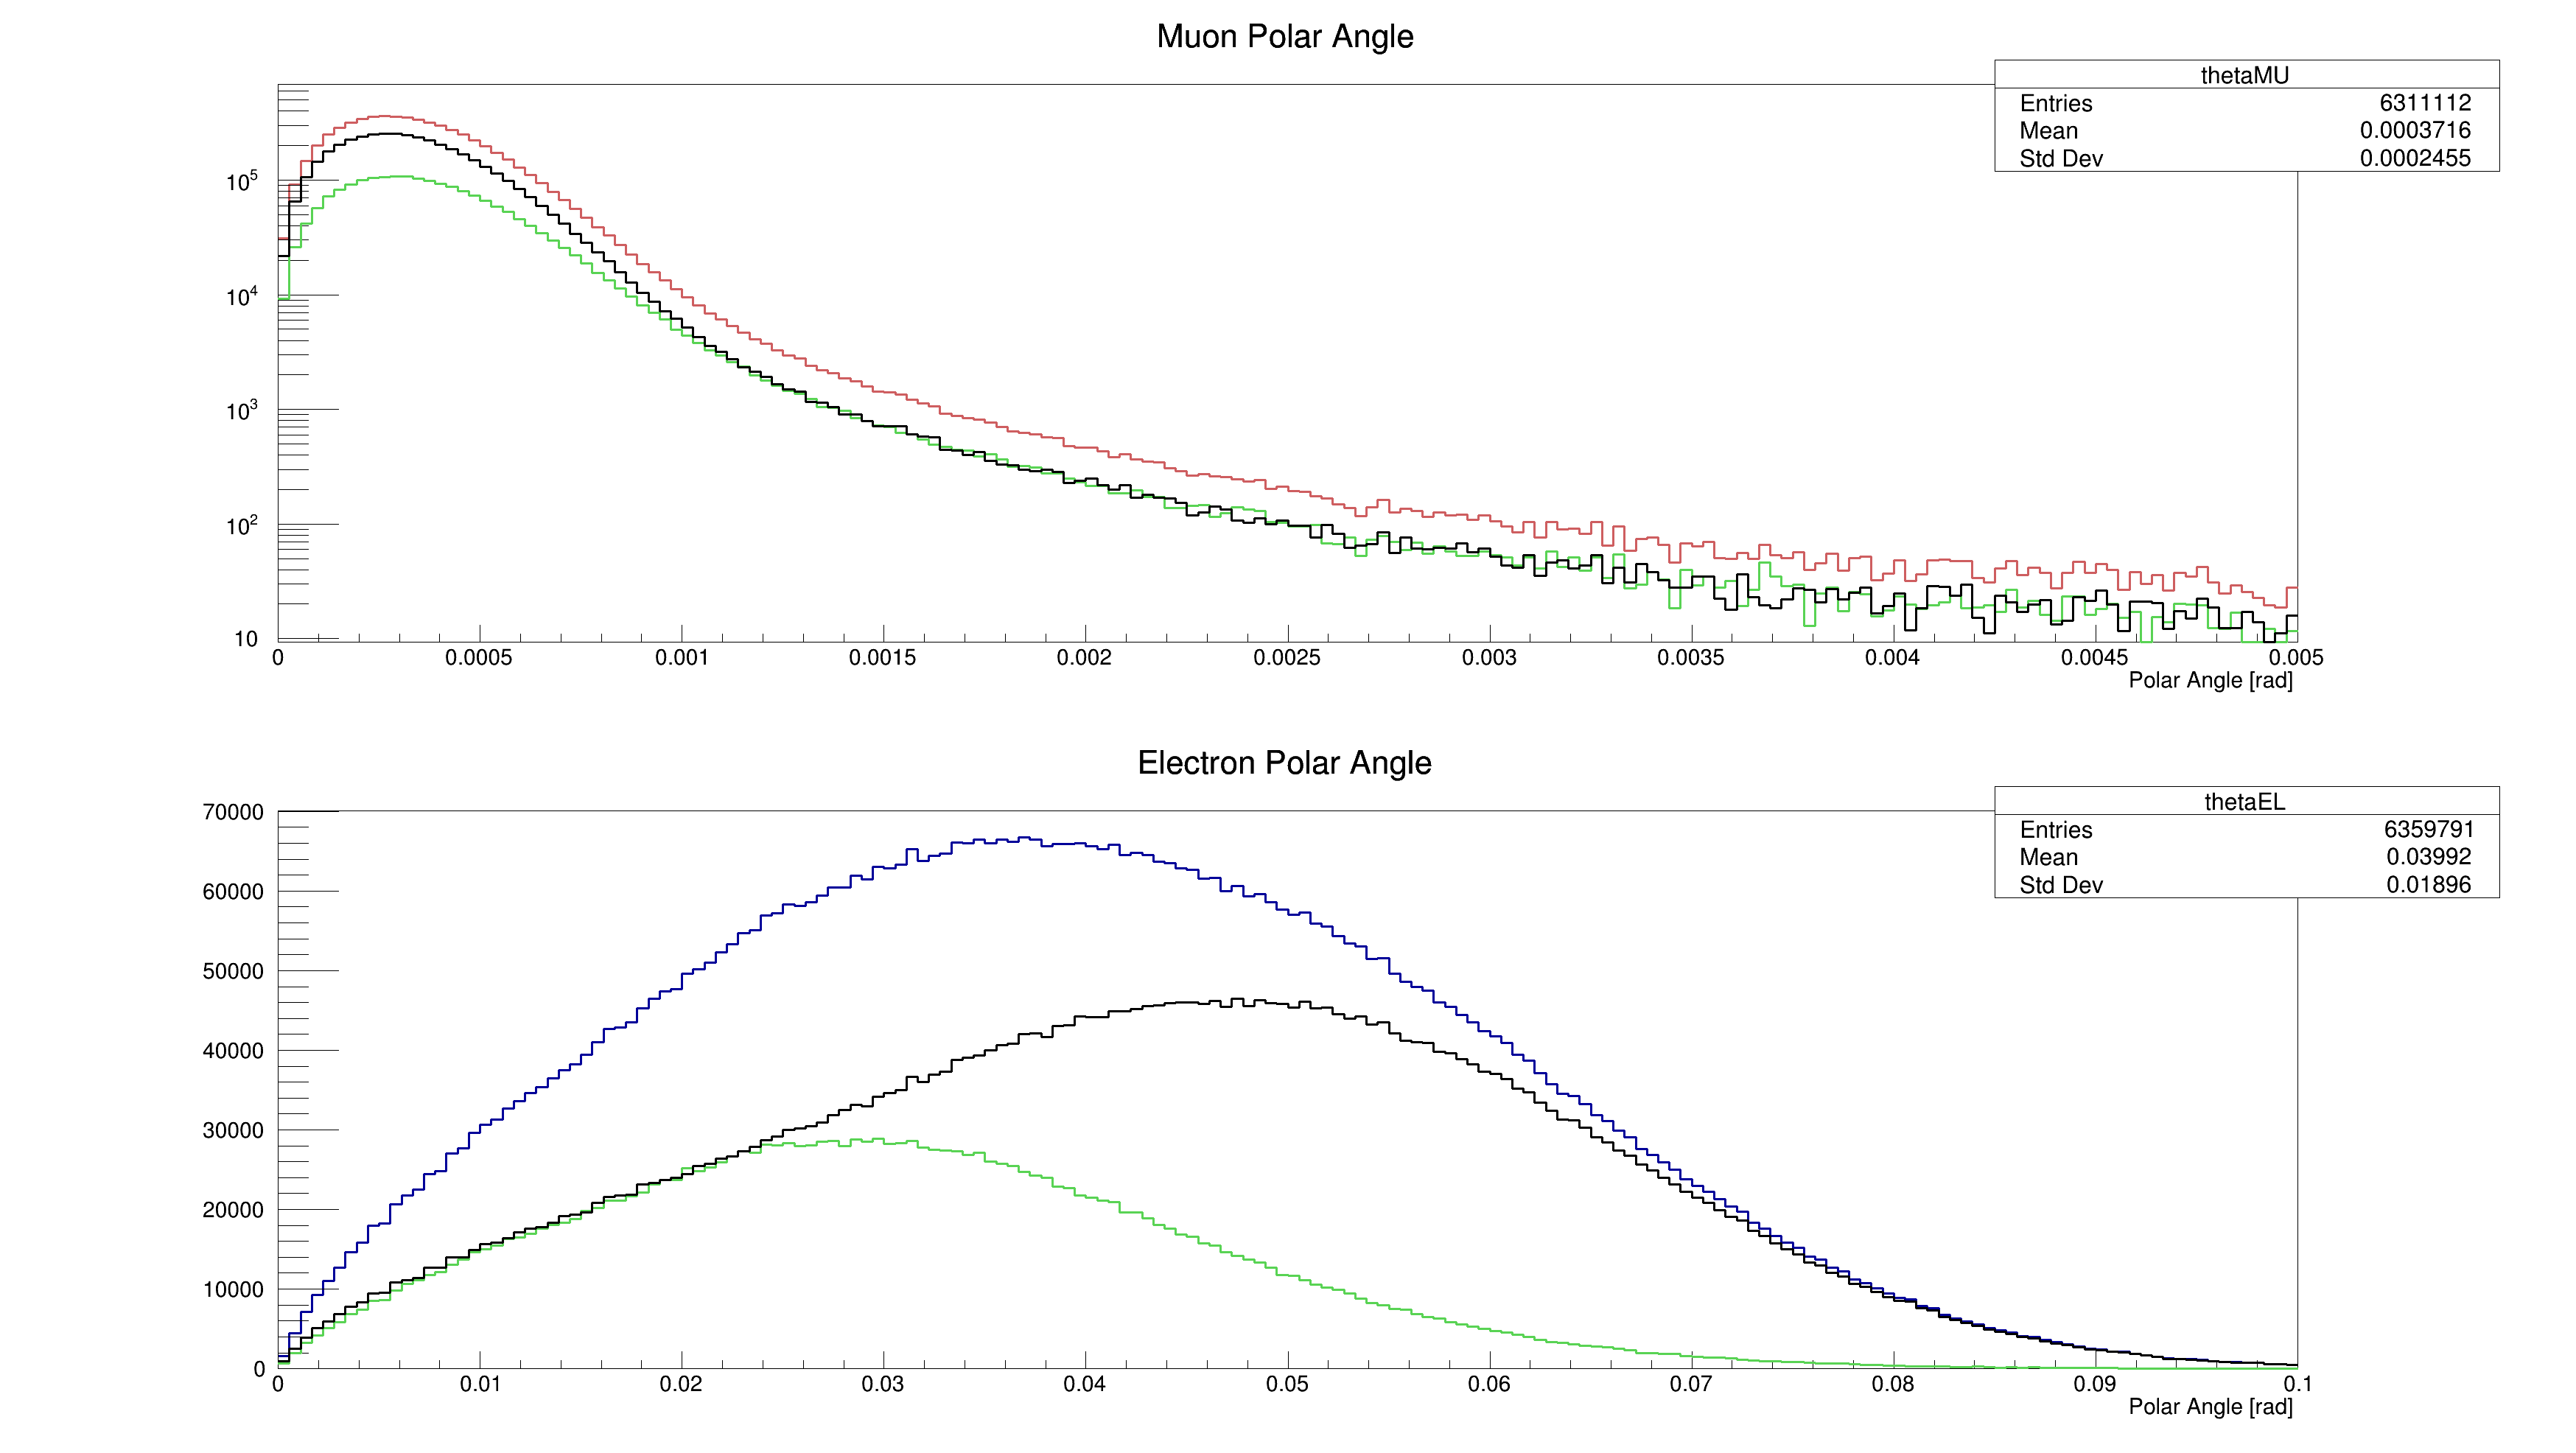 Muon Polar Angle
thetaMU
Entries 6311112
Mean 0.0003716
Std Dev 0.0002455
10^5
10^4
10^3
10^2
10
0 0.0005 0.001 0.0015 0.002 0.0025 0.003 0.0035 0.004 0.0045 0.005
Polar Angle [rad]
Electron Polar Angle
thetaEL
Entries 6359791
Mean 0.03992
Std Dev 0.01896
70000
60000
50000
40000
30000
20000
10000
0
0 0.01 0.02 0.03 0.04 0.05 0.06 0.07 0.08 0.09 0.1
Polar Angle [rad]